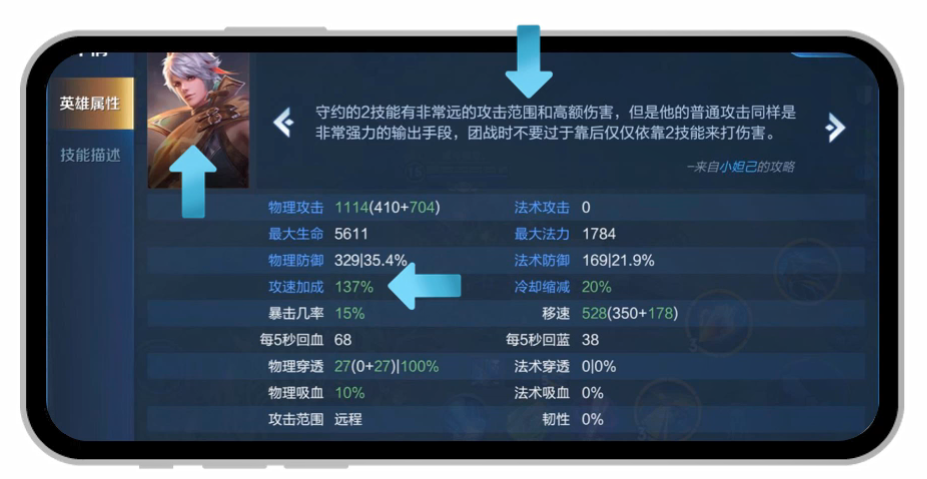 英雄属性
技能描述
守约的2技能有非常远的攻击范围和高额伤害，但是他的普通攻击同样是
非常强力的输出手段，团战时不要过于靠后仅仅依靠2技能来打伤害。
-来自小妲己的攻略
物理攻击 1114(410+704) 法术攻击 0
最大生命 5611 最大法力 1784
物理防御 329|35.4% 法术防御 169|21.9%
攻速加成 137% 冷却缩减 20%
暴击几率 15% 移速 528(350+178)
每5秒回血 68 每5秒回蓝 38
物理穿透 27(0+27)|100% 法术穿透 0|0%
物理吸血 10% 法术吸血 0%
攻击范围 远程 韧性 0%